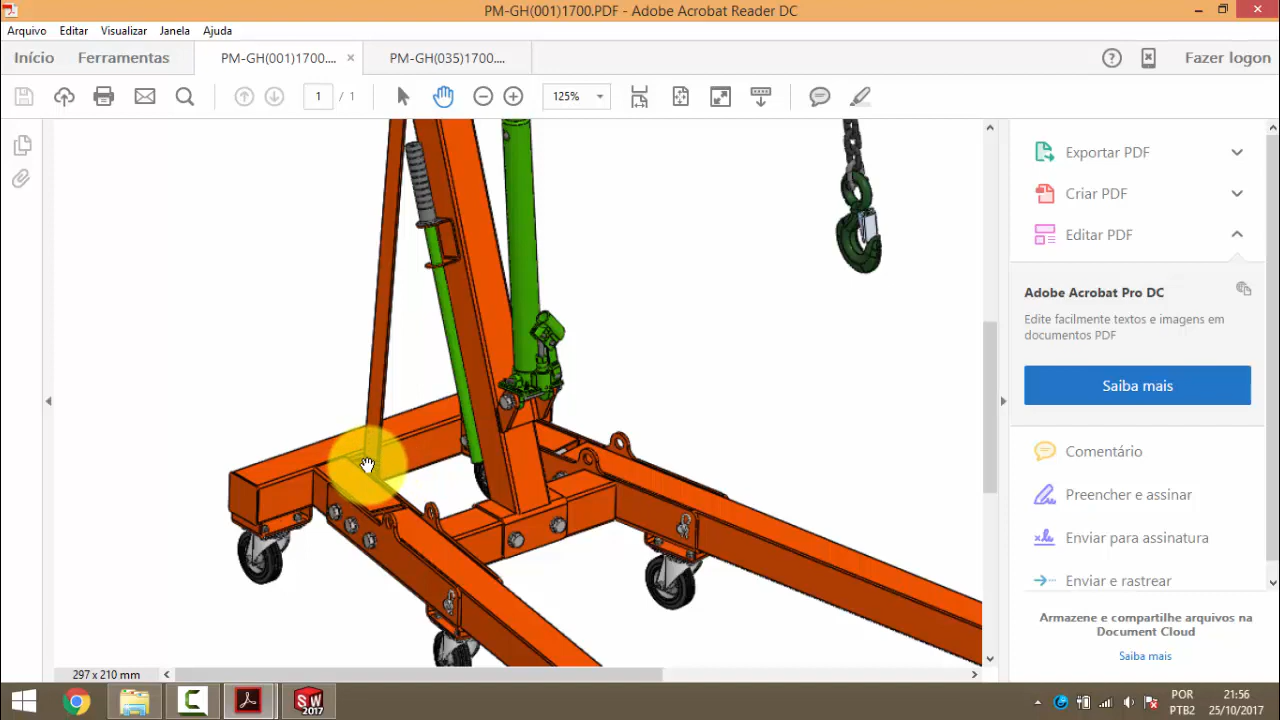 PM-GH(001)1700.PDF - Adobe Acrobat Reader DC
Arquivo Editar Visualizar Janela Ajuda
Início Ferramentas PM-GH(001)1700.... × PM-GH(035)1700.... Fazer logon
1 / 1 125%
Exportar PDF
Criar PDF
Editar PDF
Adobe Acrobat Pro DC
Edite facilmente textos e imagens em
documentos PDF
Saiba mais
Comentário
Preencher e assinar
Enviar para assinatura
Enviar e rastrear
Armazene e compartilhe arquivos na
Document Cloud
Saiba mais
297 x 210 mm
SW
2017
POR
PTB2
21:56
25/10/2017